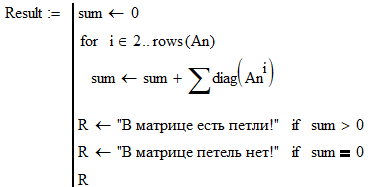 Result := sum ← 0
for i ∈ 2..rows(An)
sum ← sum + ∑diag(Anⁱ)
R ← "В матрице есть петли!" if sum > 0
R ← "В матрице петель нет!" if sum = 0
R